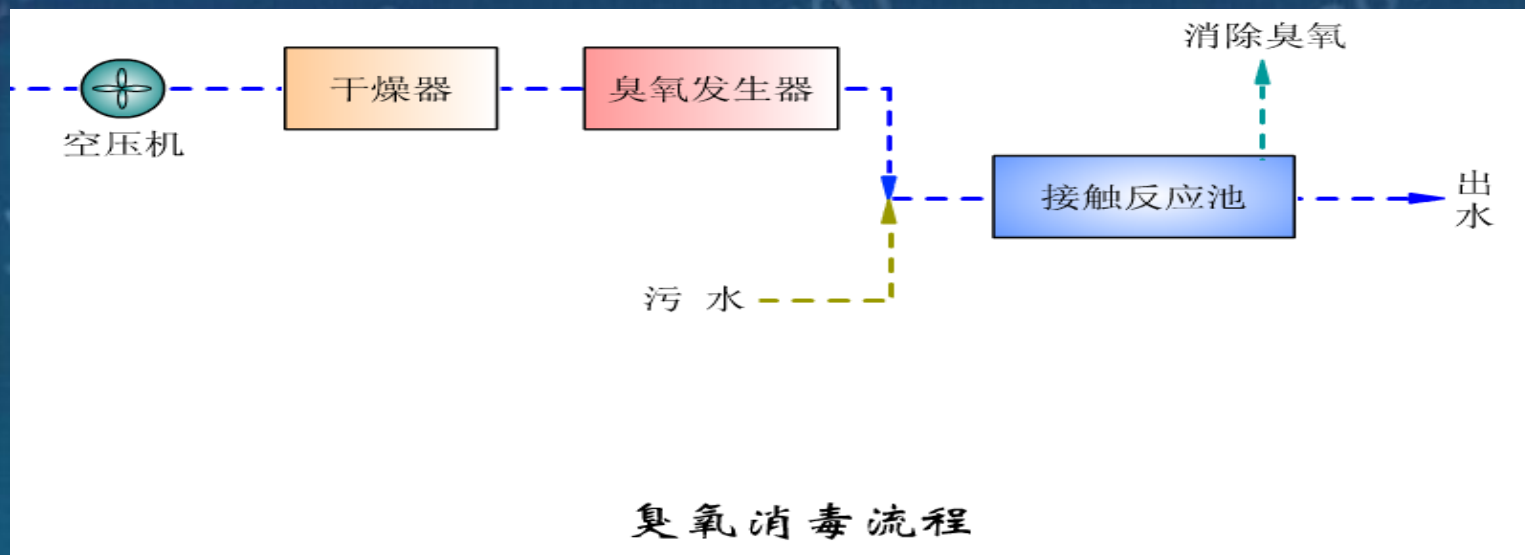 消除臭氧
干燥器
臭氧发生器
空压机
接触反应池
出水
污 水
臭氧消毒流程